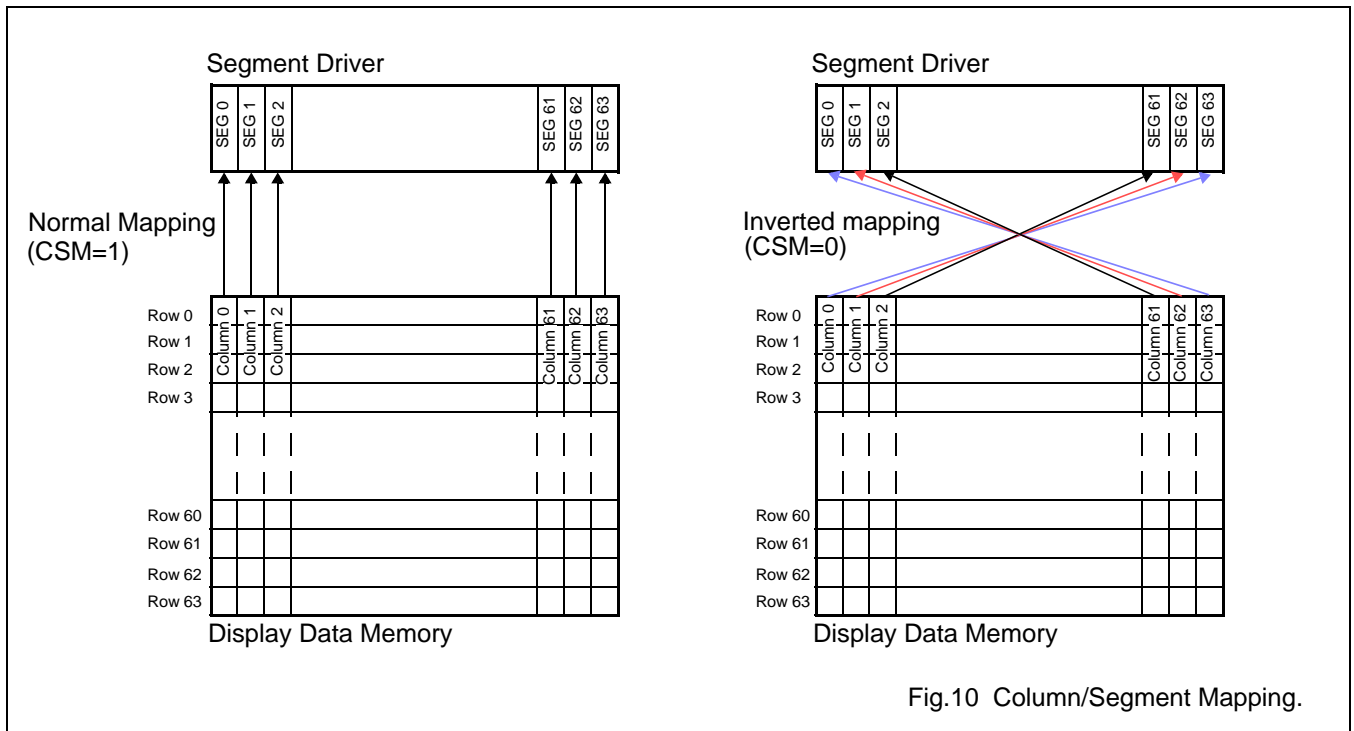 Segment Driver
SEG 0
SEG 1
SEG 2
SEG 61
SEG 62
SEG 63
Normal Mapping
(CSM=1)
Row 0
Row 1
Row 2
Row 3
Column 0
Column 1
Column 2
Column 61
Column 62
Column 63
Row 60
Row 61
Row 62
Row 63
Display Data Memory
Segment Driver
SEG 0
SEG 1
SEG 2
SEG 61
SEG 62
SEG 63
Inverted mapping
(CSM=0)
Row 0
Row 1
Row 2
Row 3
Column 0
Column 1
Column 2
Column 61
Column 62
Column 63
Row 60
Row 61
Row 62
Row 63
Display Data Memory
Fig.10 Column/Segment Mapping.